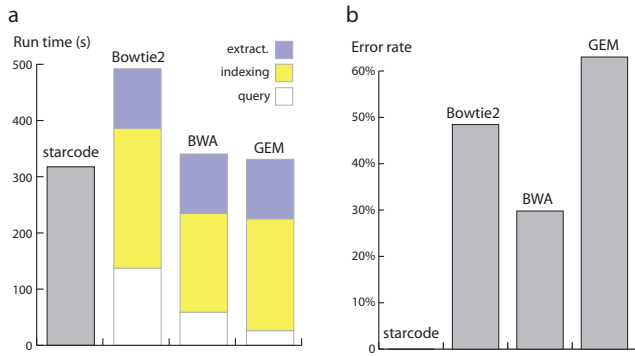 a
Run time (s)
Bowtie2
extract.
indexing
query
500
400
300
200
100
0
starcode
BWA
GEM
b
Error rate
GEM
60%
50%
40%
30%
20%
10%
0
Bowtie2
BWA
starcode